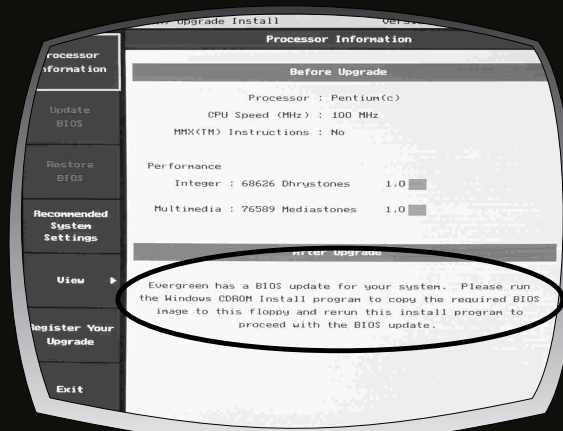 Upgrade Install
Processor Information
Processor
Information
Update
BIOS
Restore
BIOS
Recommended
System
Settings
View
Register Your
Upgrade
Exit
Before Upgrade
Processor : Pentium(c)
CPU Speed (MHz) : 100 MHz
MMX(TM) Instructions : No
Performance
Integer : 68626 Dhrystones 1.0
Multimedia : 76589 Mediastones 1.0
After Upgrade
Evergreen has a BIOS update for your system. Please run
the Windows CDROM Install program to copy the required BIOS
image to this floppy and rerun this install program to
proceed with the BIOS update.